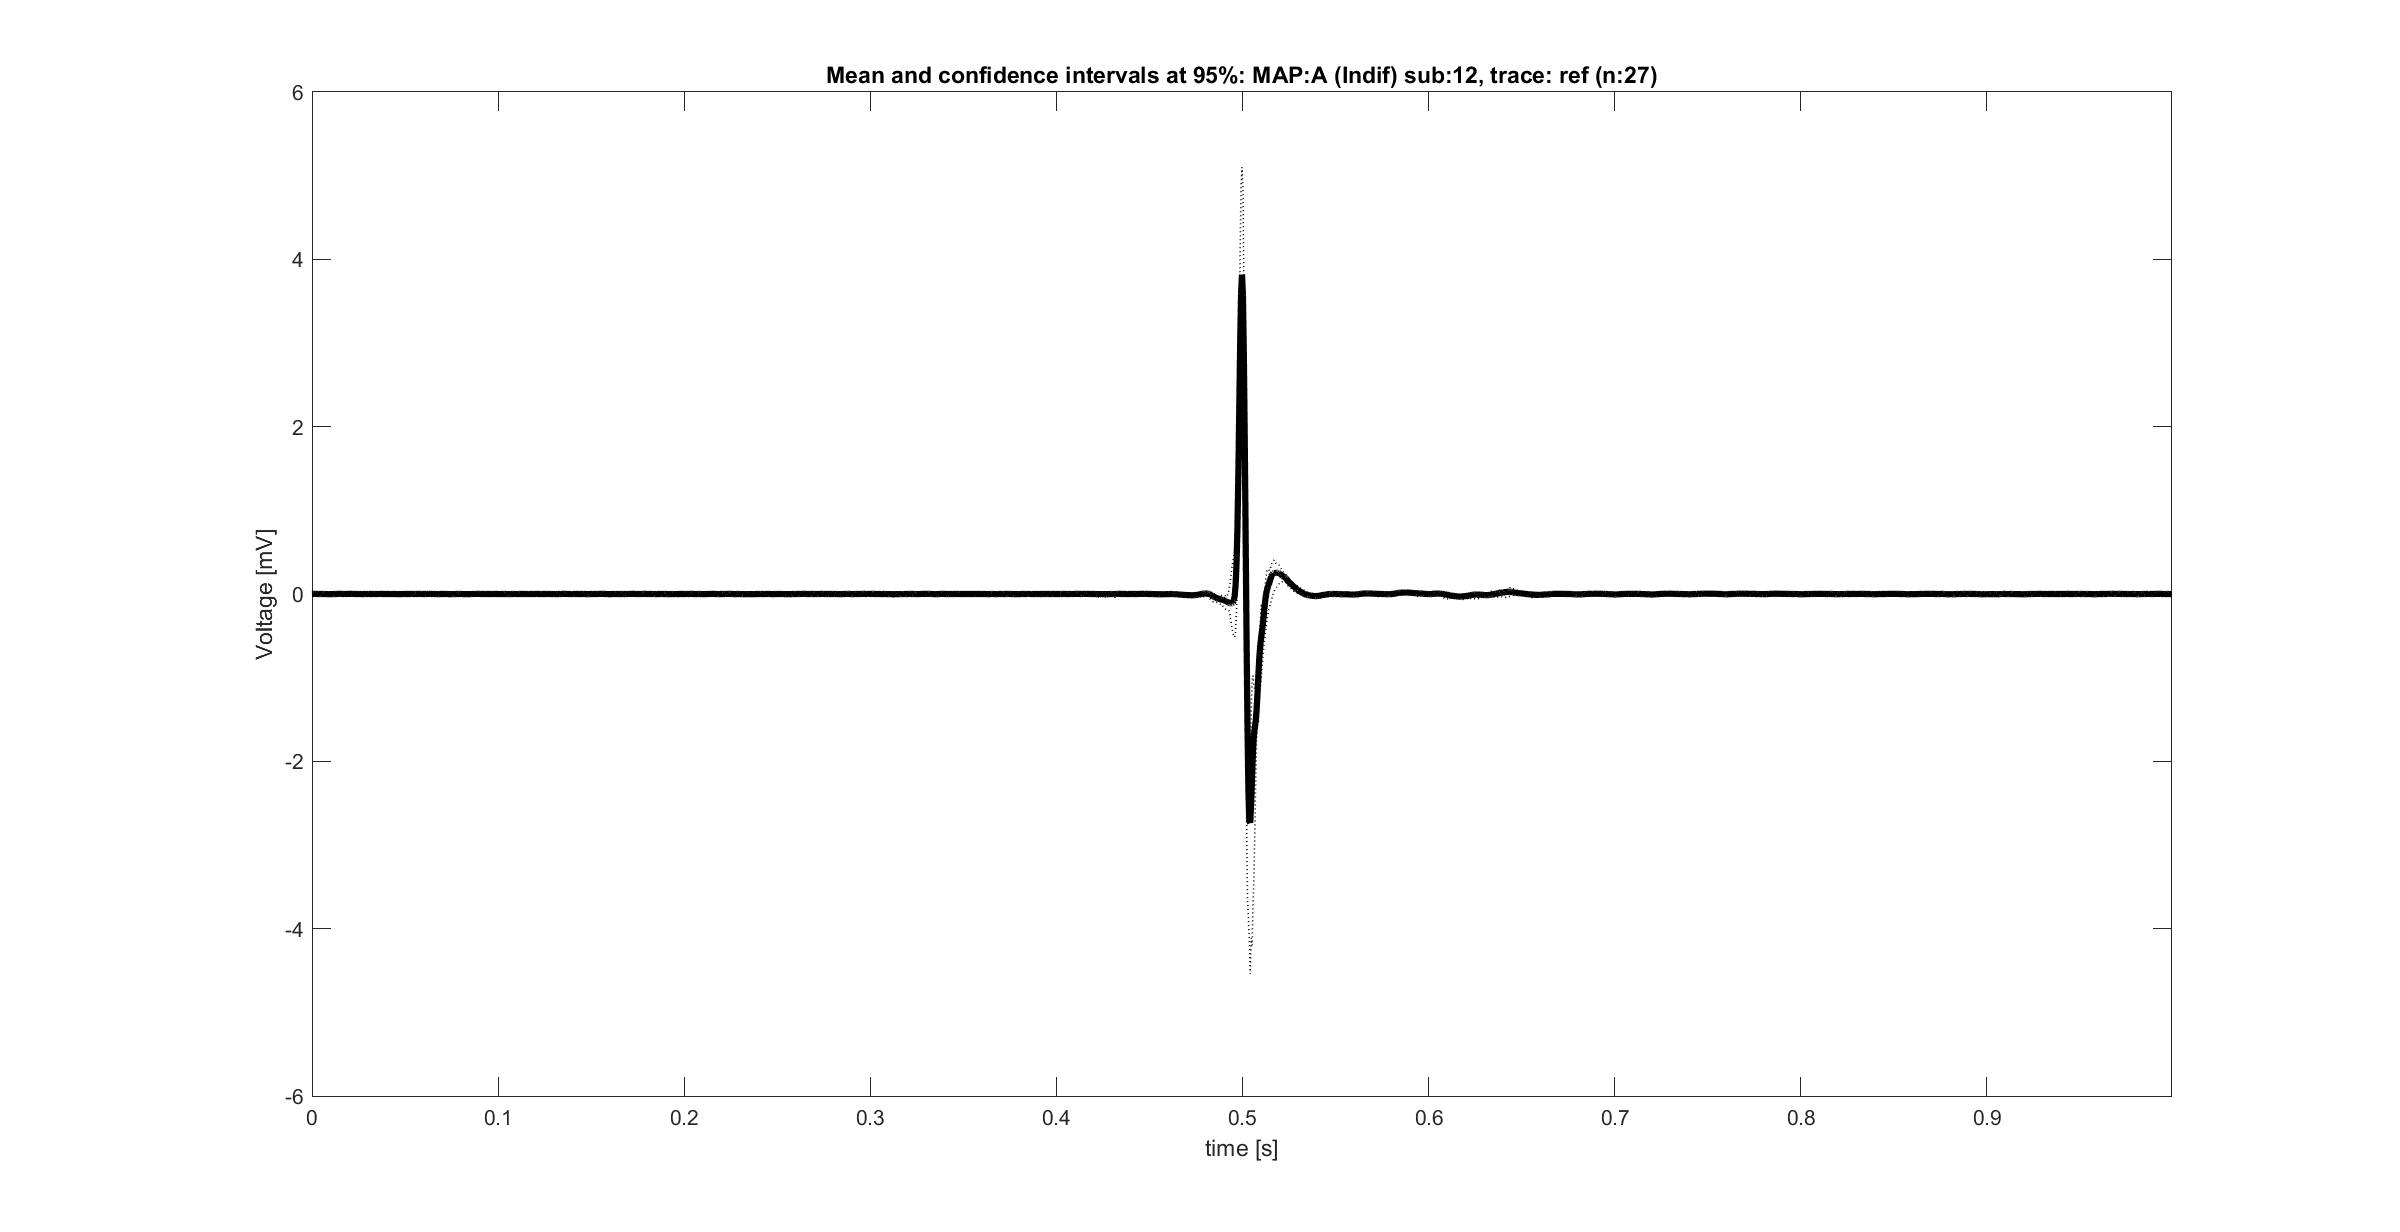 Mean and confidence intervals at 95%: MAP:A (Indif) sub:12, trace: ref (n:27)
6
4
2
0
-2
-4
-6
Voltage [mV]
0 0.1 0.2 0.3 0.4 0.5 0.6 0.7 0.8 0.9
time [s]